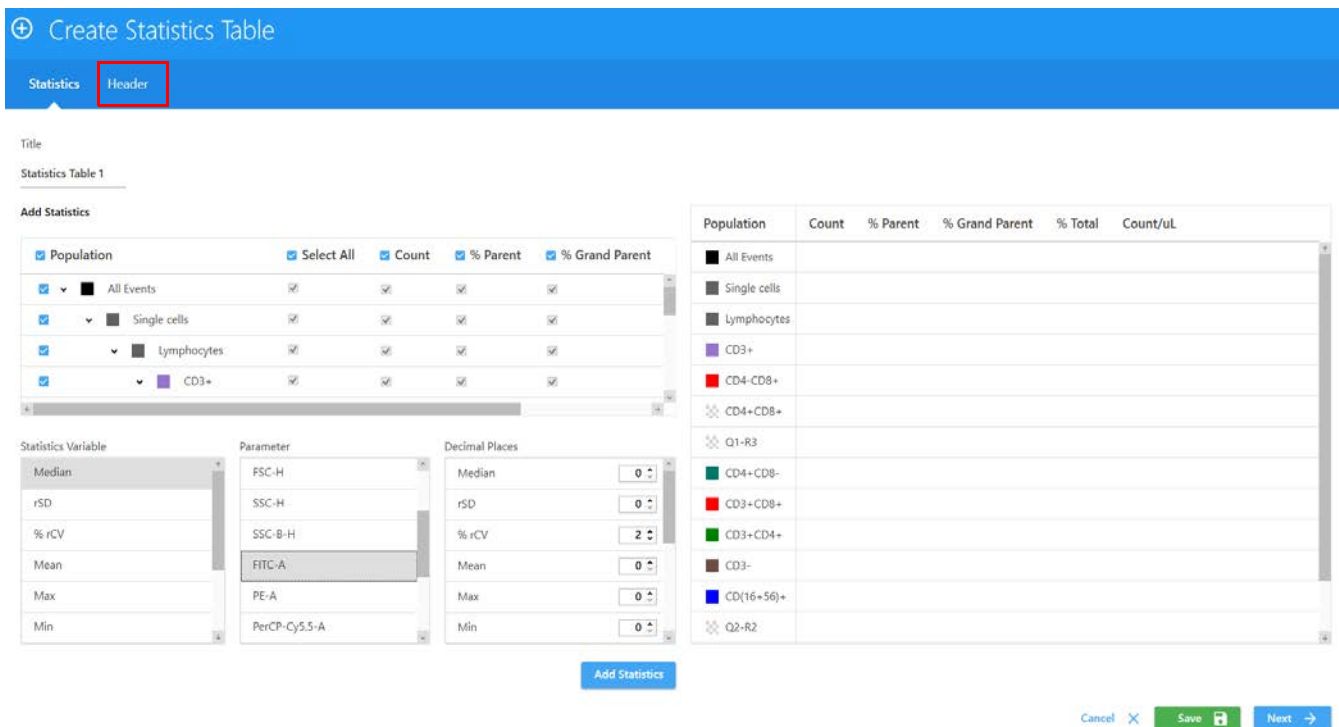 Create Statistics Table
Statistics Header
Title
Statistics Table 1
Add Statistics
Population Select All Count % Parent % Grand Parent
All Events
Single cells
Lymphocytes
CD3+
Statistics Variable
Median
rSD
% rCV
Mean
Max
Min
Parameter
FSC-H
SSC-H
SSC-B-H
FITC-A
PE-A
PerCP-Cy5.5-A
Decimal Places
Median 0
rSD 0
% rCV 2
Mean 0
Max 0
Min 0
Add Statistics
Population Count % Parent % Grand Parent % Total Count/uL
All Events
Single cells
Lymphocytes
CD3+
CD4-CD8+
CD4+CD8+
Q1-R3
CD4+CD8-
CD3+CD8+
CD3+CD4+
CD3-
CD(16+56)+
Q2-R2
Cancel Save Next